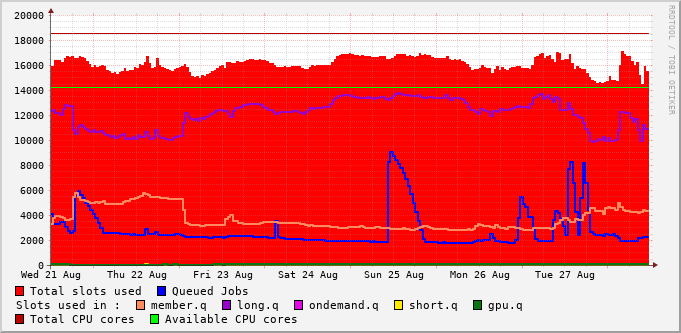 20000
18000
16000
14000
12000
10000
8000
6000
4000
2000
0
Wed 21 Aug Thu 22 Aug Fri 23 Aug Sat 24 Aug Sun 25 Aug Mon 26 Aug Tue 27 Aug
Total slots used Queued Jobs
Slots used in : member.q long.q ondemand.q short.q gpu.q
Total CPU cores Available CPU cores
RRDTOOL / TOBI OETIKER